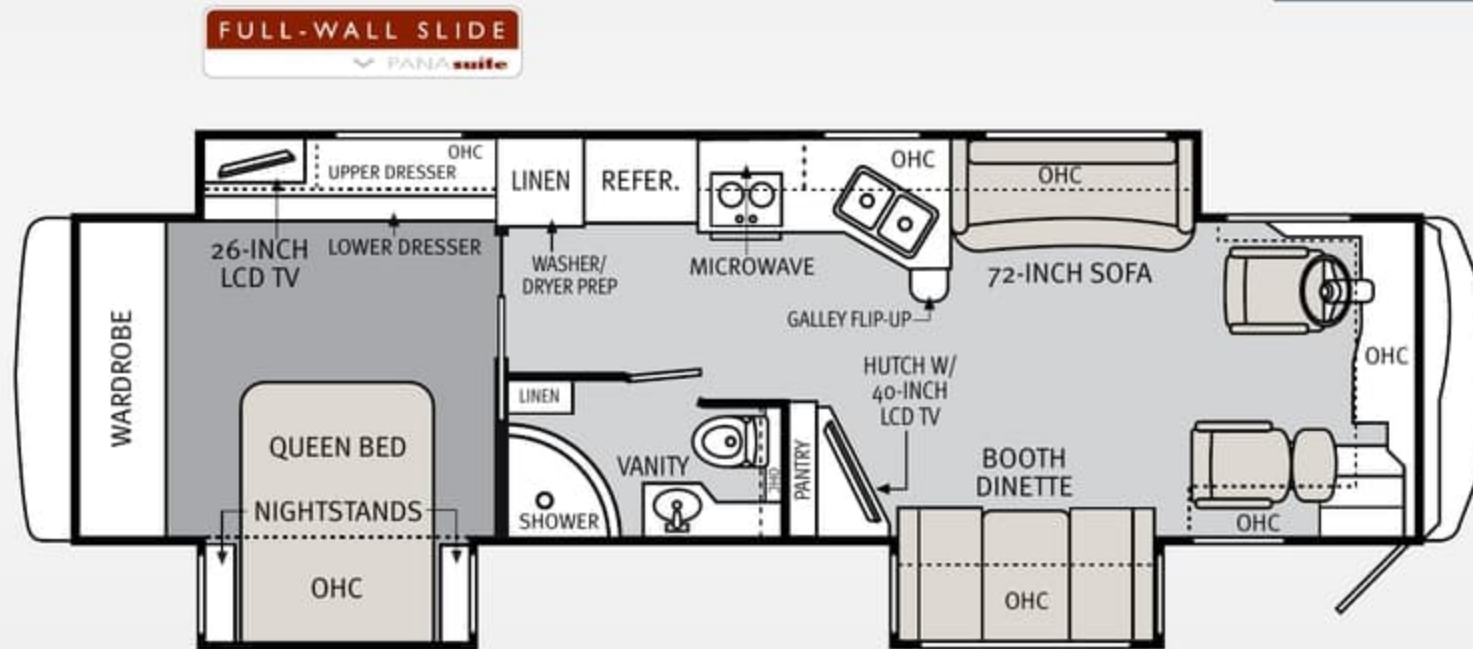 FULL-WALL SLIDE
PANAsuite
OHC
UPPER DRESSER
LINEN
REFER.
OHC
OHC
26-INCH
LCD TV
LOWER DRESSER
WASHER/
DRYER PREP
MICROWAVE
72-INCH SOFA
GALLEY FLIP-UP
WARDROBE
HUTCH W/
40-INCH
LCD TV
OHC
LINEN
QUEEN BED
VANITY
OHC
PANTRY
BOOTH
DINETTE
NIGHTSTANDS
SHOWER
OHC
OHC
OHC